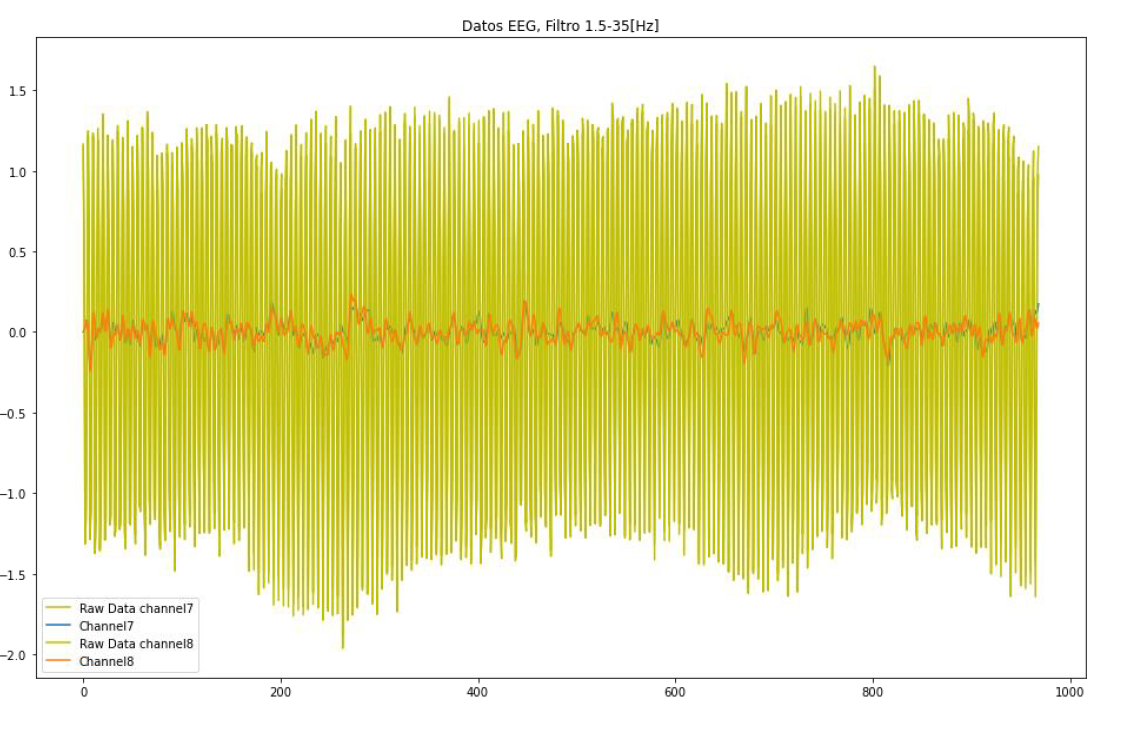 Datos EEG, Filtro 1.5-35[Hz]
1.5
1.0
0.5
0.0
−0.5
−1.0
−1.5
−2.0
Raw Data channel7
Channel7
Raw Data channel8
Channel8
0
200
400
600
800
1000